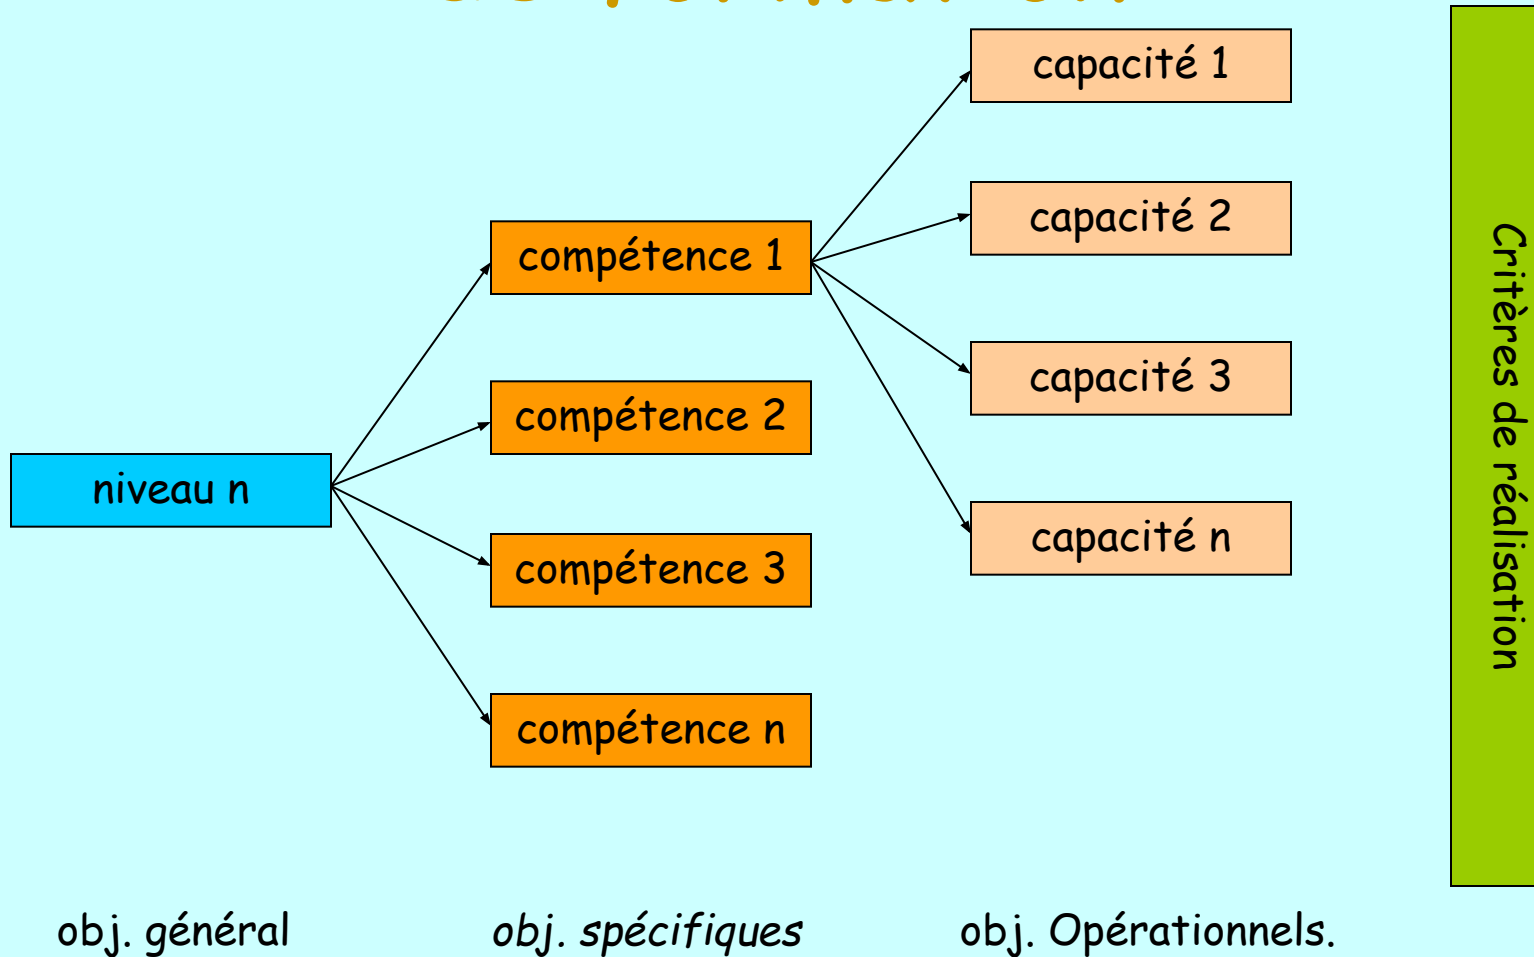 capacité 1
capacité 2
compétence 1
capacité 3
compétence 2
niveau n
capacité n
compétence 3
compétence n
Critères de réalisation
obj. général
obj. spécifiques
obj. Opérationnels.